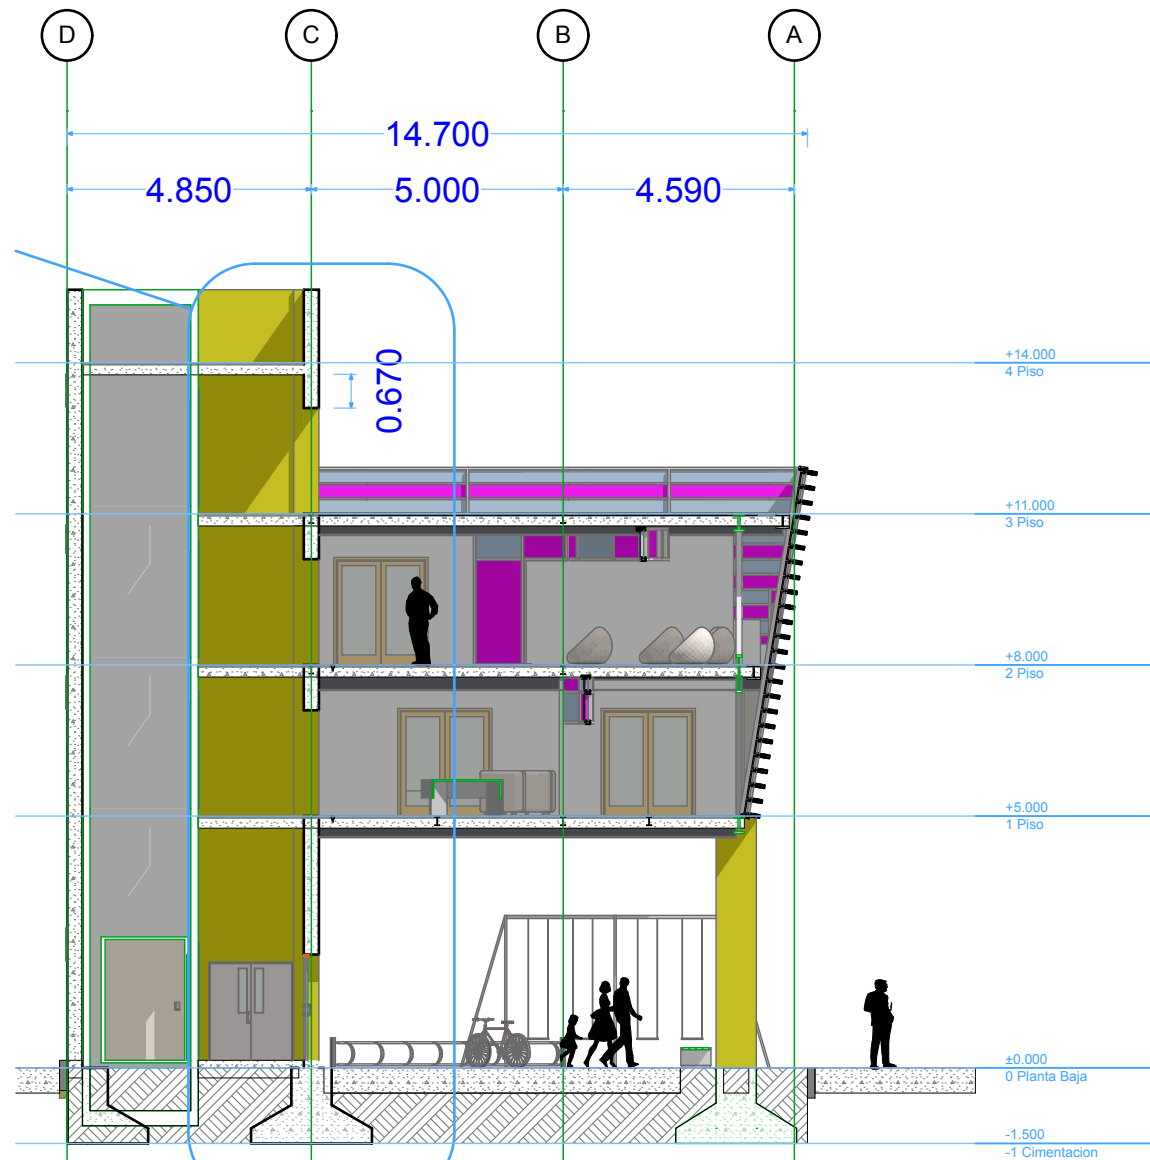 D
C
B
A
14.700
4.850
5.000
4.590
0.670
+14.000
4 Piso
+11.000
3 Piso
+8.000
2 Piso
+5.000
1 Piso
±0.000
0 Planta Baja
-1.500
-1 Cimentacion